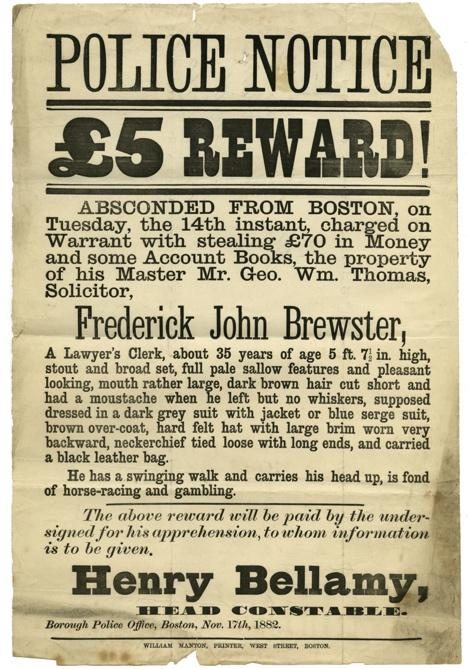 POLICE NOTICE
£5 REWARD!
ABSCONDED FROM BOSTON, on
Tuesday, the 14th instant, charged on
Warrant with stealing £70 in Money
and some Account Books, the property
of his Master Mr. Geo. Wm. Thomas,
Solicitor,
Frederick John Brewster,
A Lawyer's Clerk, about 35 years of age 5 ft. 7½ in. high,
stout and broad set, full pale sallow features and pleasant
looking, mouth rather large, dark brown hair cut short and
had a moustache when he left but no whiskers, supposed
dressed in a dark grey suit with jacket or blue serge suit,
brown over-coat, hard felt hat with large brim worn very
backward, neckerchief tied loose with long ends, and carried
a black leather bag.
He has a swinging walk and carries his head up, is fond
of horse-racing and gambling.
The above reward will be paid by the under-
signed for his apprehension, to whom information
is to be given.
Henry Bellamy,
HEAD CONSTABLE.
Borough Police Office, Boston, Nov. 17th, 1882.
WILLIAM MANTON, PRINTER, WEST STREET, BOSTON.